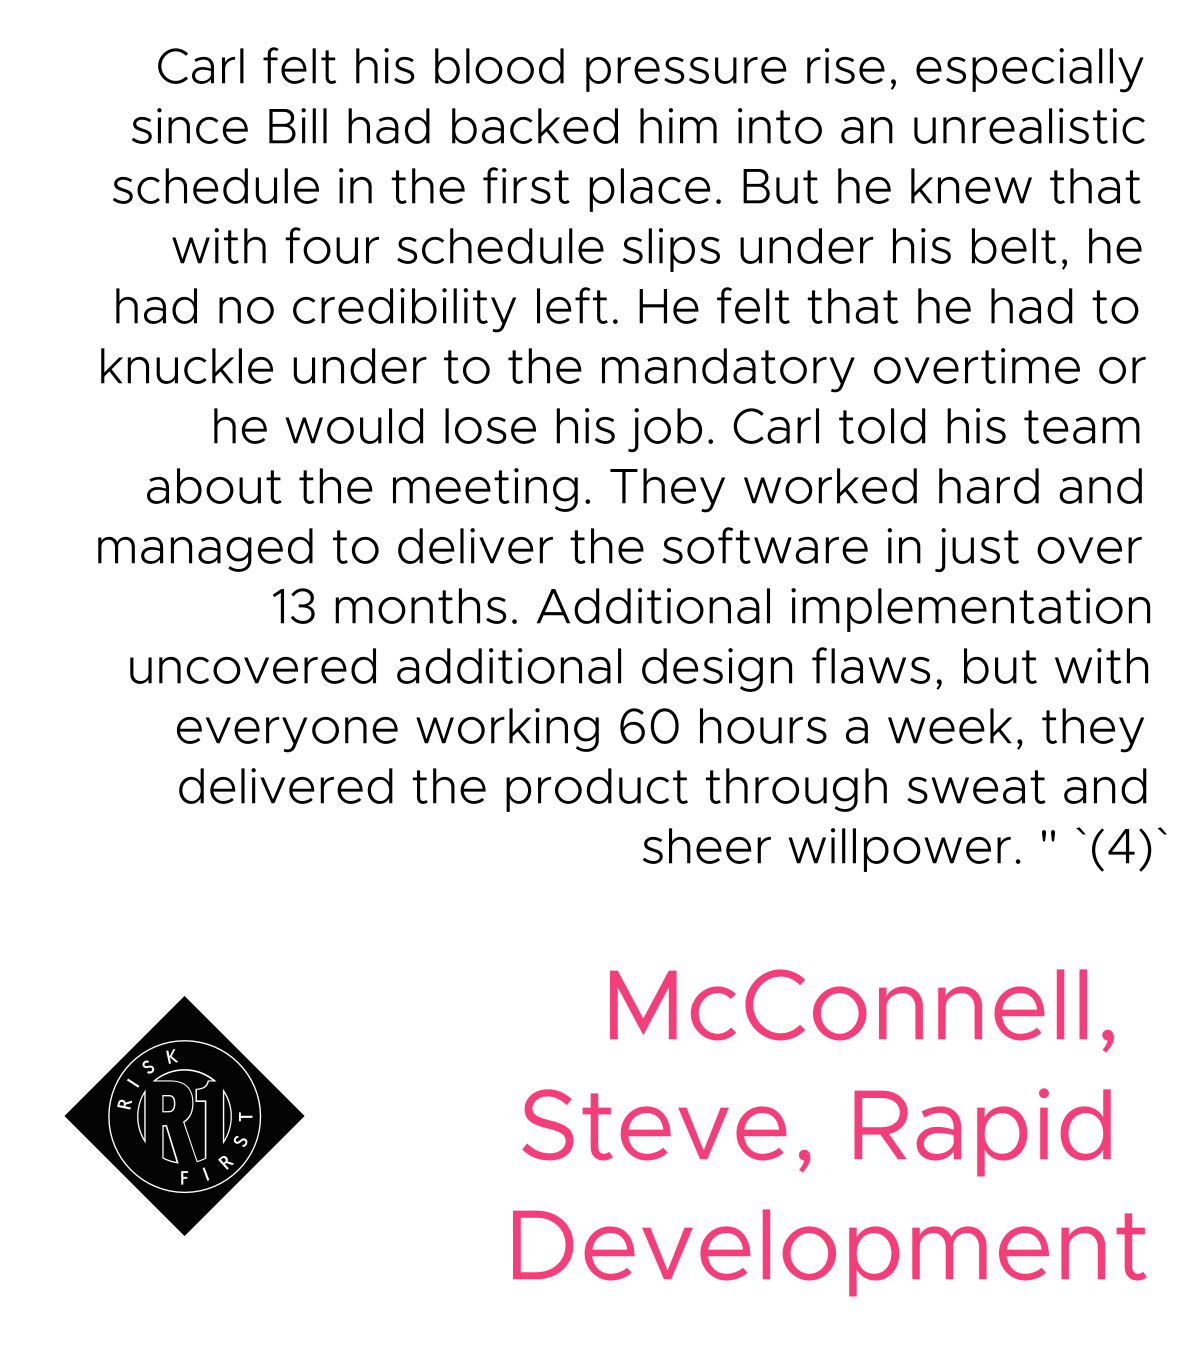 Carl felt his blood pressure rise, especially
since Bill had backed him into an unrealistic
schedule in the first place. But he knew that
with four schedule slips under his belt, he
had no credibility left. He felt that he had to
knuckle under to the mandatory overtime or
he would lose his job. Carl told his team
about the meeting. They worked hard and
managed to deliver the software in just over
13 months. Additional implementation
uncovered additional design flaws, but with
everyone working 60 hours a week, they
delivered the product through sweat and
sheer willpower. " `(4)`
McConnell,
Steve, Rapid
Development
RISK
R1
FIRST